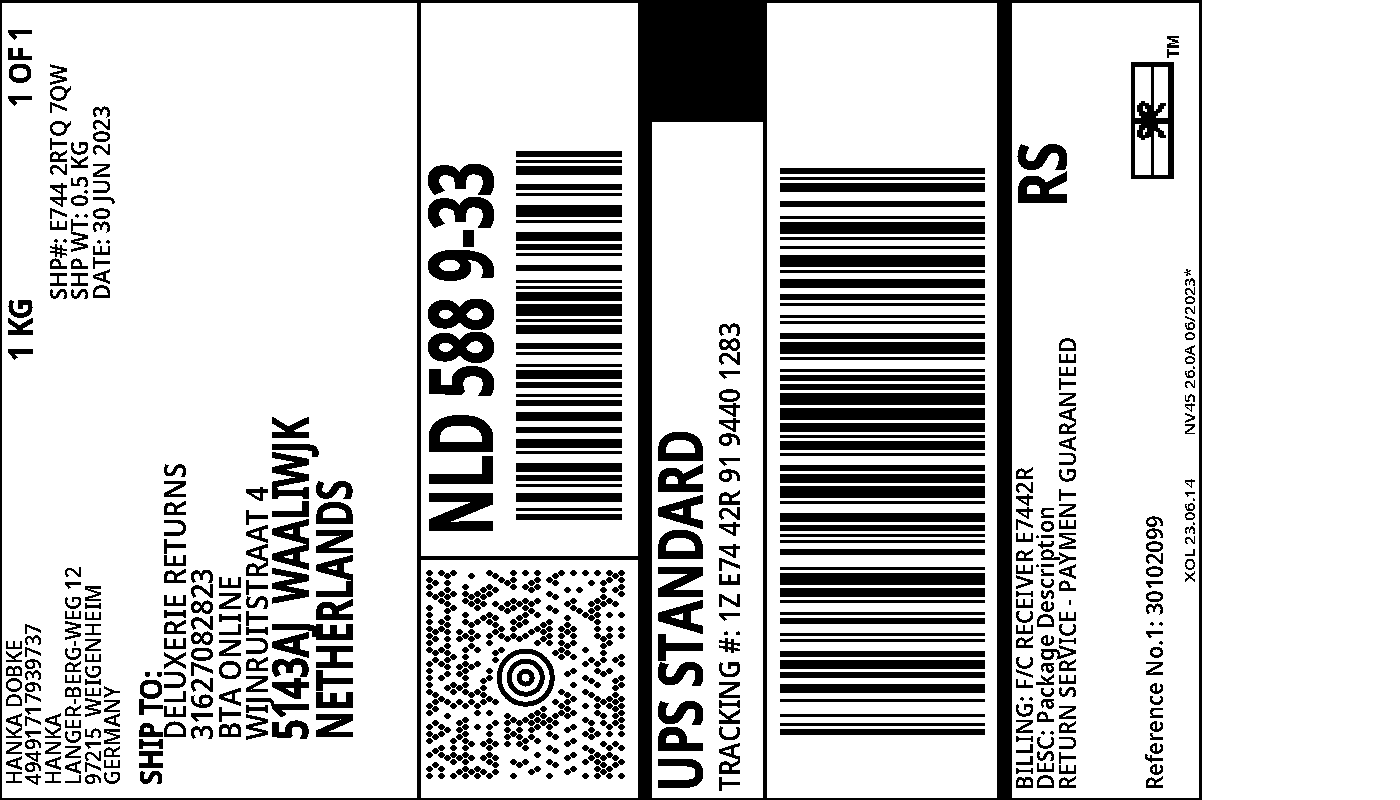 HANKA DOBKE
49491717939737
HANKA
LANGER-BERG-WEG 12
97215 WEIGENHEIM
GERMANY
1 KG
1 OF 1
SHP#: E744 2RTQ 7QW
SHP WT: 0.5 KG
DATE: 30 JUN 2023
SHIP TO:
DELUXERIE RETURNS
31627082823
BTA ONLINE
WINRUITSTRAAT 4
5143AJ WAALIWJK
NETHERLANDS
NLD 588 9-33
UPS STANDARD
TRACKING #: 1Z E74 42R 91 9440 1283
BILLING: F/C RECEIVER E7442R
DESC: Package Description
RETURN SERVICE - PAYMENT GUARANTEED
RS
Reference No.1: 30102099
XOL 23.06.14 NV45 26.0A 06/2023*
TM